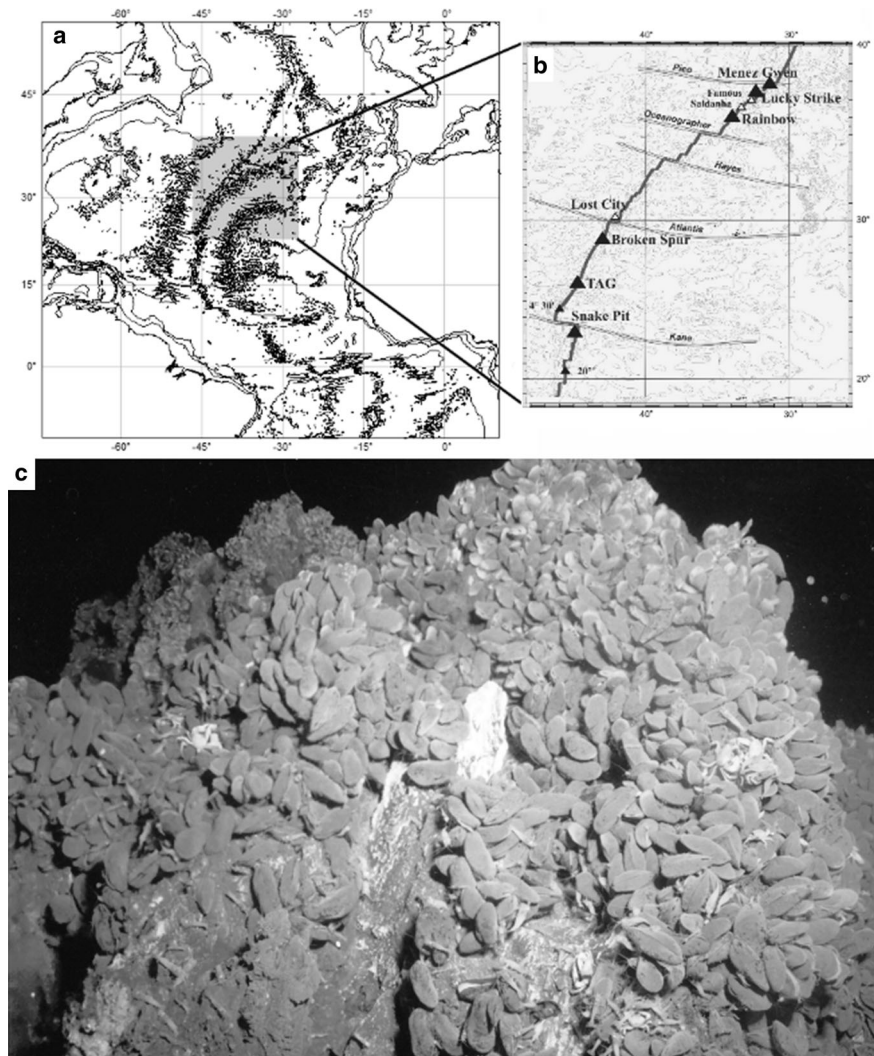 a
-60° -45° -30° -15° 0°
45°
30°
15°
0°
-60° -45° -30° -15° 0°
b
40° 30°
40°
Pico
Menez Gwen
Famous
Lucky Strike
Saldanha
Rainbow
Oceanographer
Hayes
Lost City
30°
Atlantis
Broken Spur
TAG
4° 30'
Snake Pit
Kane
20°
20°
40° 30°
c